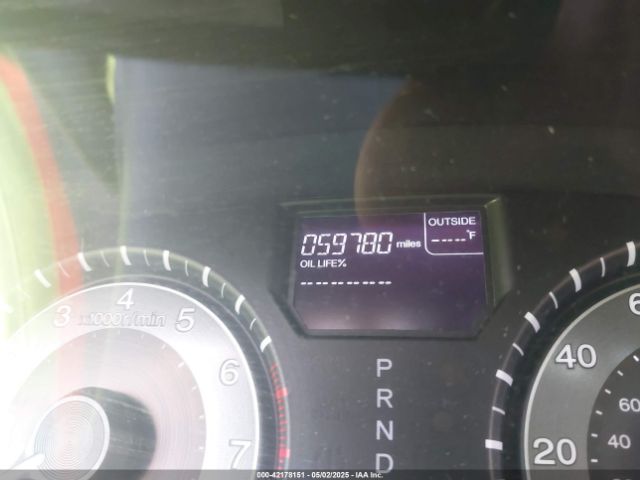 059780 miles
OUTSIDE
-----°F
OIL LIFE%
---------
3 4 5 6 7
x1000r/min
P
R
N
D
6
40
20
60
40
000-42178151 - 05/02/2025 - © IAA Inc.